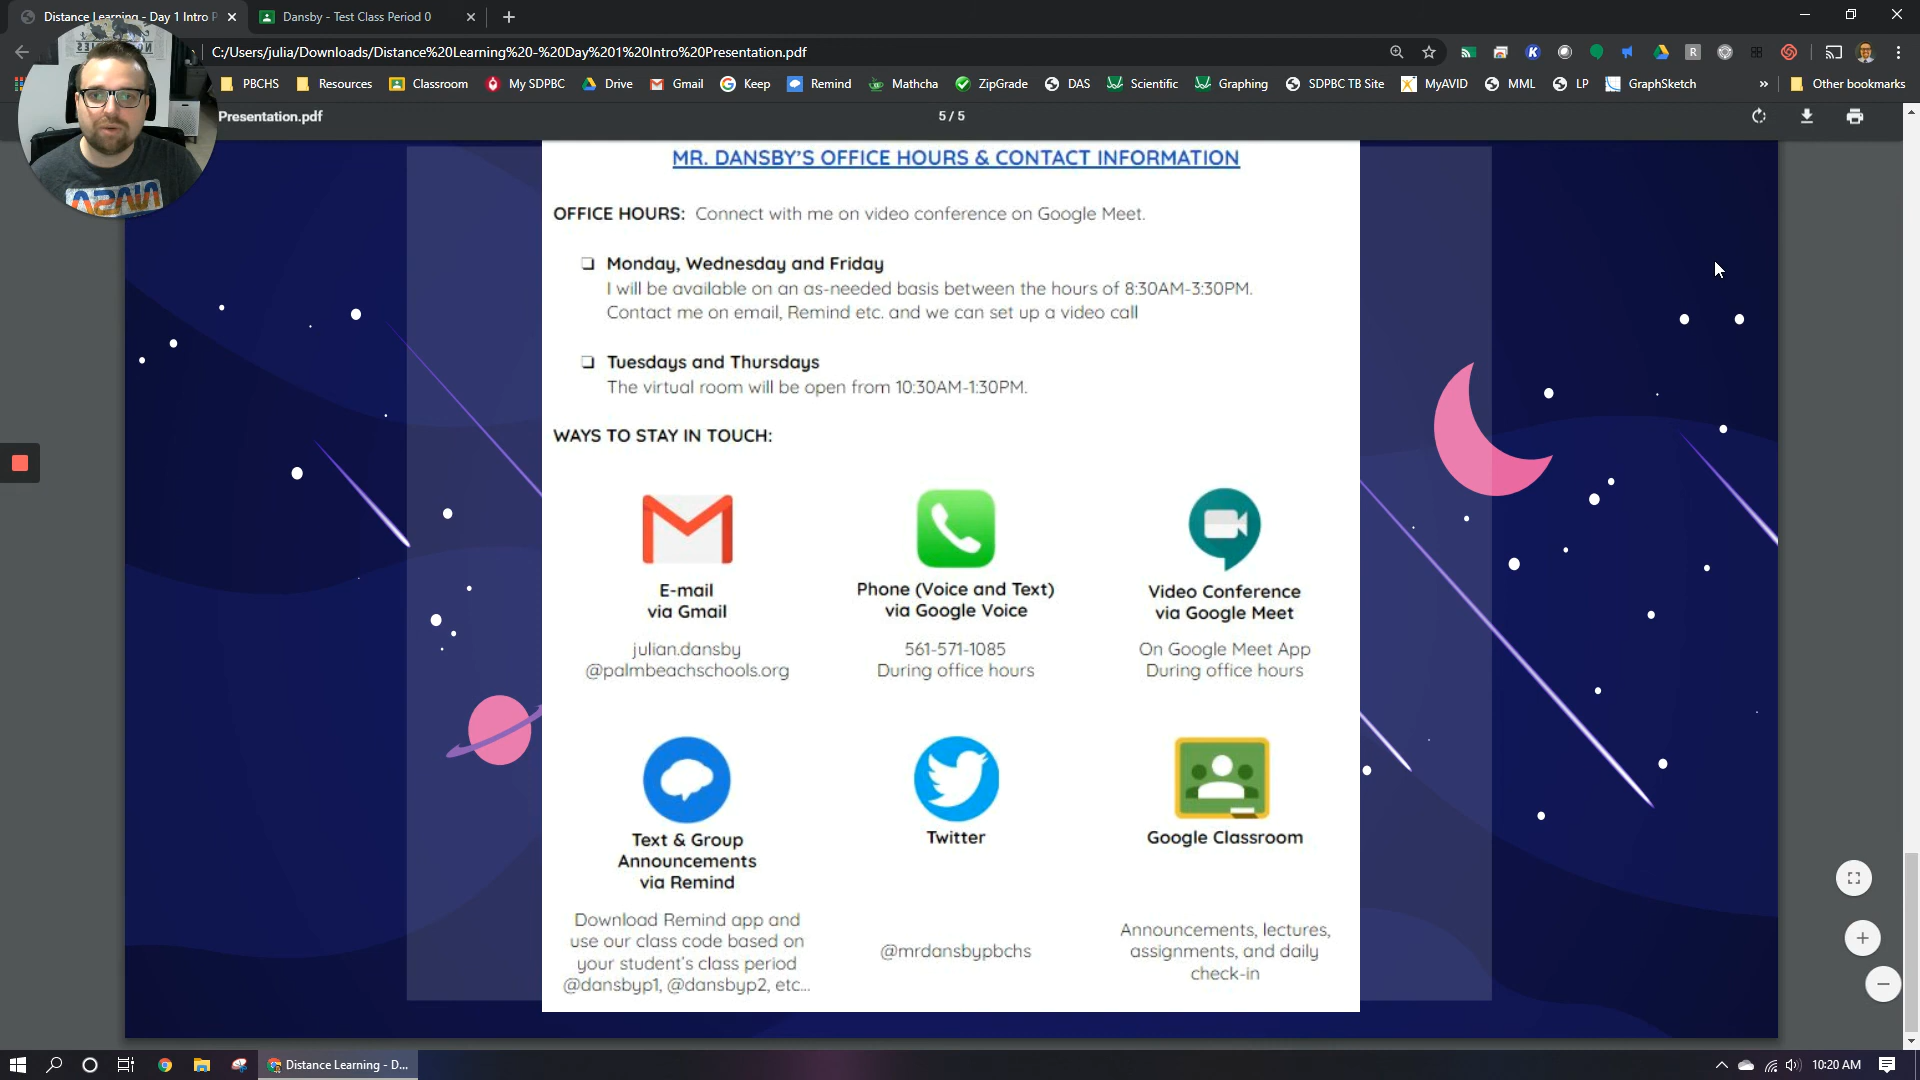 Distance Learning - Day 1 Intro P
Dansby - Test Class Period 0
C:/Users/julia/Downloads/Distance%20Learning%20-%20Day%201%20Intro%20Presentation.pdf
PBCHS Resources Classroom My SDPBC Drive Gmail Keep Remind Mathcha ZipGrade DAS Scientific Graphing SDPBC TB Site MyAVID MML LP GraphSketch » Other bookmarks
Presentation.pdf 5 / 5
NASA
MR. DANSBY'S OFFICE HOURS & CONTACT INFORMATION
OFFICE HOURS: Connect with me on video conference on Google Meet.
Monday, Wednesday and Friday
I will be available on an as-needed basis between the hours of 8:30AM-3:30PM.
Contact me on email, Remind etc. and we can set up a video call
Tuesdays and Thursdays
The virtual room will be open from 10:30AM-1:30PM.
WAYS TO STAY IN TOUCH:
E-mail
via Gmail
julian.dansby
@palmbeachschools.org
Phone (Voice and Text)
via Google Voice
561-571-1085
During office hours
Video Conference
via Google Meet
On Google Meet App
During office hours
Text & Group
Announcements
via Remind
Download Remind app and
use our class code based on
your student's class period
@dansbyp1, @dansbyp2, etc...
Twitter
@mrdansbypbchs
Google Classroom
Announcements, lectures,
assignments, and daily
check-in
Distance Learning - D...
10:20 AM